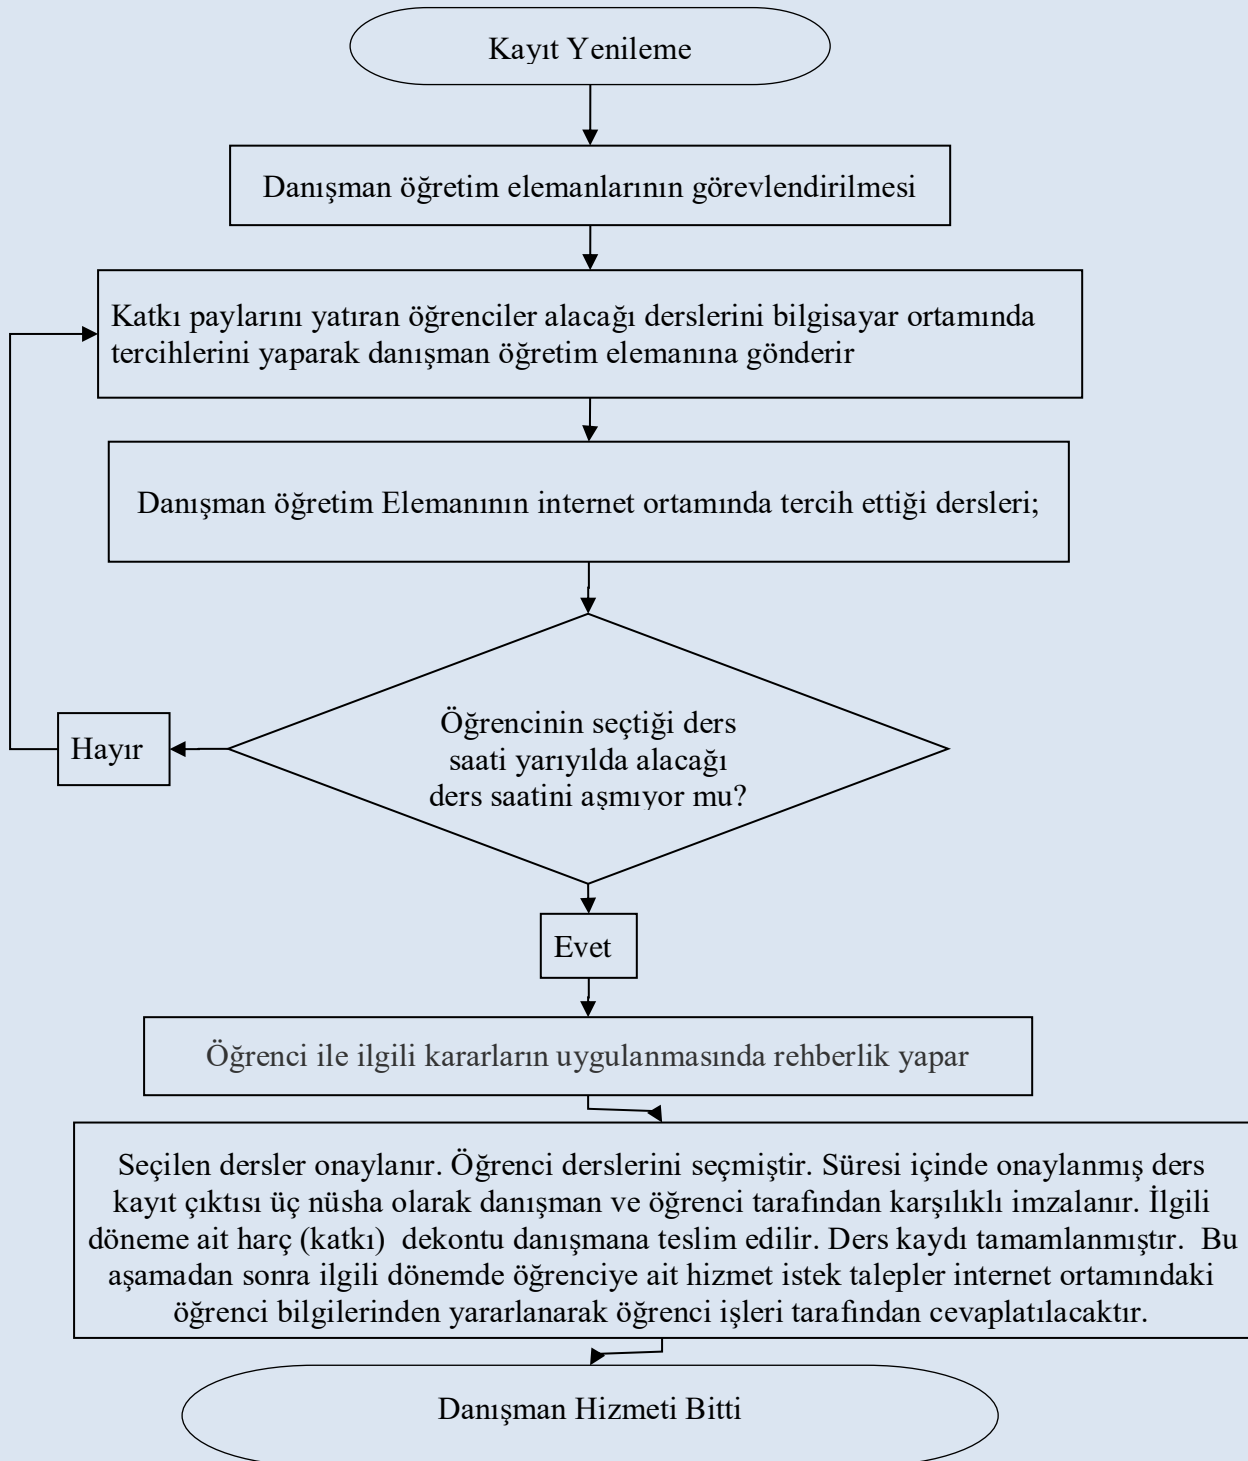 Kayıt Yenileme
Danışman öğretim elemanlarının görevlendirilmesi
Katkı paylarını yatıran öğrenciler alacağı derslerini bilgisayar ortamında
tercihlerini yaparak danışman öğretim elemanına gönderir
Danışman öğretim Elemanının internet ortamında tercih ettiği dersleri;
Öğrencinin seçtiği ders
saati yarıyılda alacağı
ders saatini aşmıyor mu?
Hayır
Evet
Öğrenci ile ilgili kararların uygulanmasında rehberlik yapar
Seçilen dersler onaylanır. Öğrenci derslerini seçmiştir. Süresi içinde onaylanmış ders
kayıt çıktısı üç nüsha olarak danışman ve öğrenci tarafından karşılıklı imzalanır. İlgili
döneme ait harç (katkı)  dekontu danışmana teslim edilir. Ders kaydı tamamlanmıştır.  Bu
aşamadan sonra ilgili dönemde öğrenciye ait hizmet istek talepler internet ortamındaki
öğrenci bilgilerinden yararlanarak öğrenci işleri tarafından cevaplatılacaktır.
Danışman Hizmeti Bitti